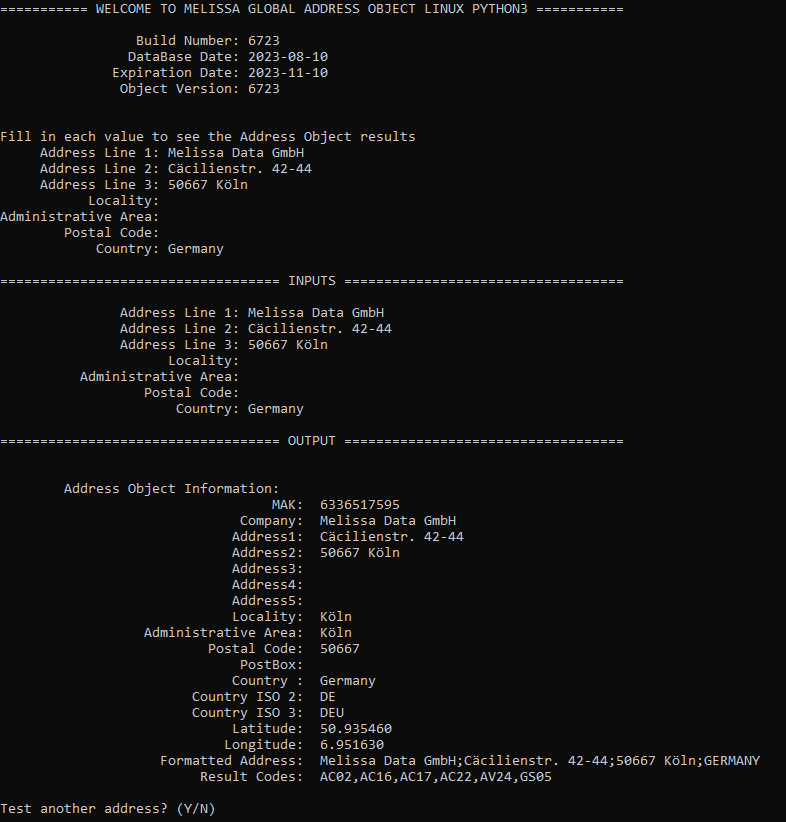 =========== WELCOME TO MELISSA GLOBAL ADDRESS OBJECT LINUX PYTHON3 ===========
Build Number: 6723
DataBase Date: 2023-08-10
Expiration Date: 2023-11-10
Object Version: 6723
Fill in each value to see the Address Object results
Address Line 1: Melissa Data GmbH
Address Line 2: Cäcilienstr. 42-44
Address Line 3: 50667 Köln
Locality:
Administrative Area:
Postal Code:
Country: Germany
=================================== INPUTS ===================================
Address Line 1: Melissa Data GmbH
Address Line 2: Cäcilienstr. 42-44
Address Line 3: 50667 Köln
Locality:
Administrative Area:
Postal Code:
Country: Germany
=================================== OUTPUT ===================================
Address Object Information:
MAK: 6336517595
Company: Melissa Data GmbH
Address1: Cäcilienstr. 42-44
Address2: 50667 Köln
Address3:
Address4:
Address5:
Locality: Köln
Administrative Area: Köln
Postal Code: 50667
PostBox:
Country : Germany
Country ISO 2: DE
Country ISO 3: DEU
Latitude: 50.935460
Longitude: 6.951630
Formatted Address: Melissa Data GmbH;Cäcilienstr. 42-44;50667 Köln;GERMANY
Result Codes: AC02,AC16,AC17,AC22,AV24,GS05
Test another address? (Y/N)